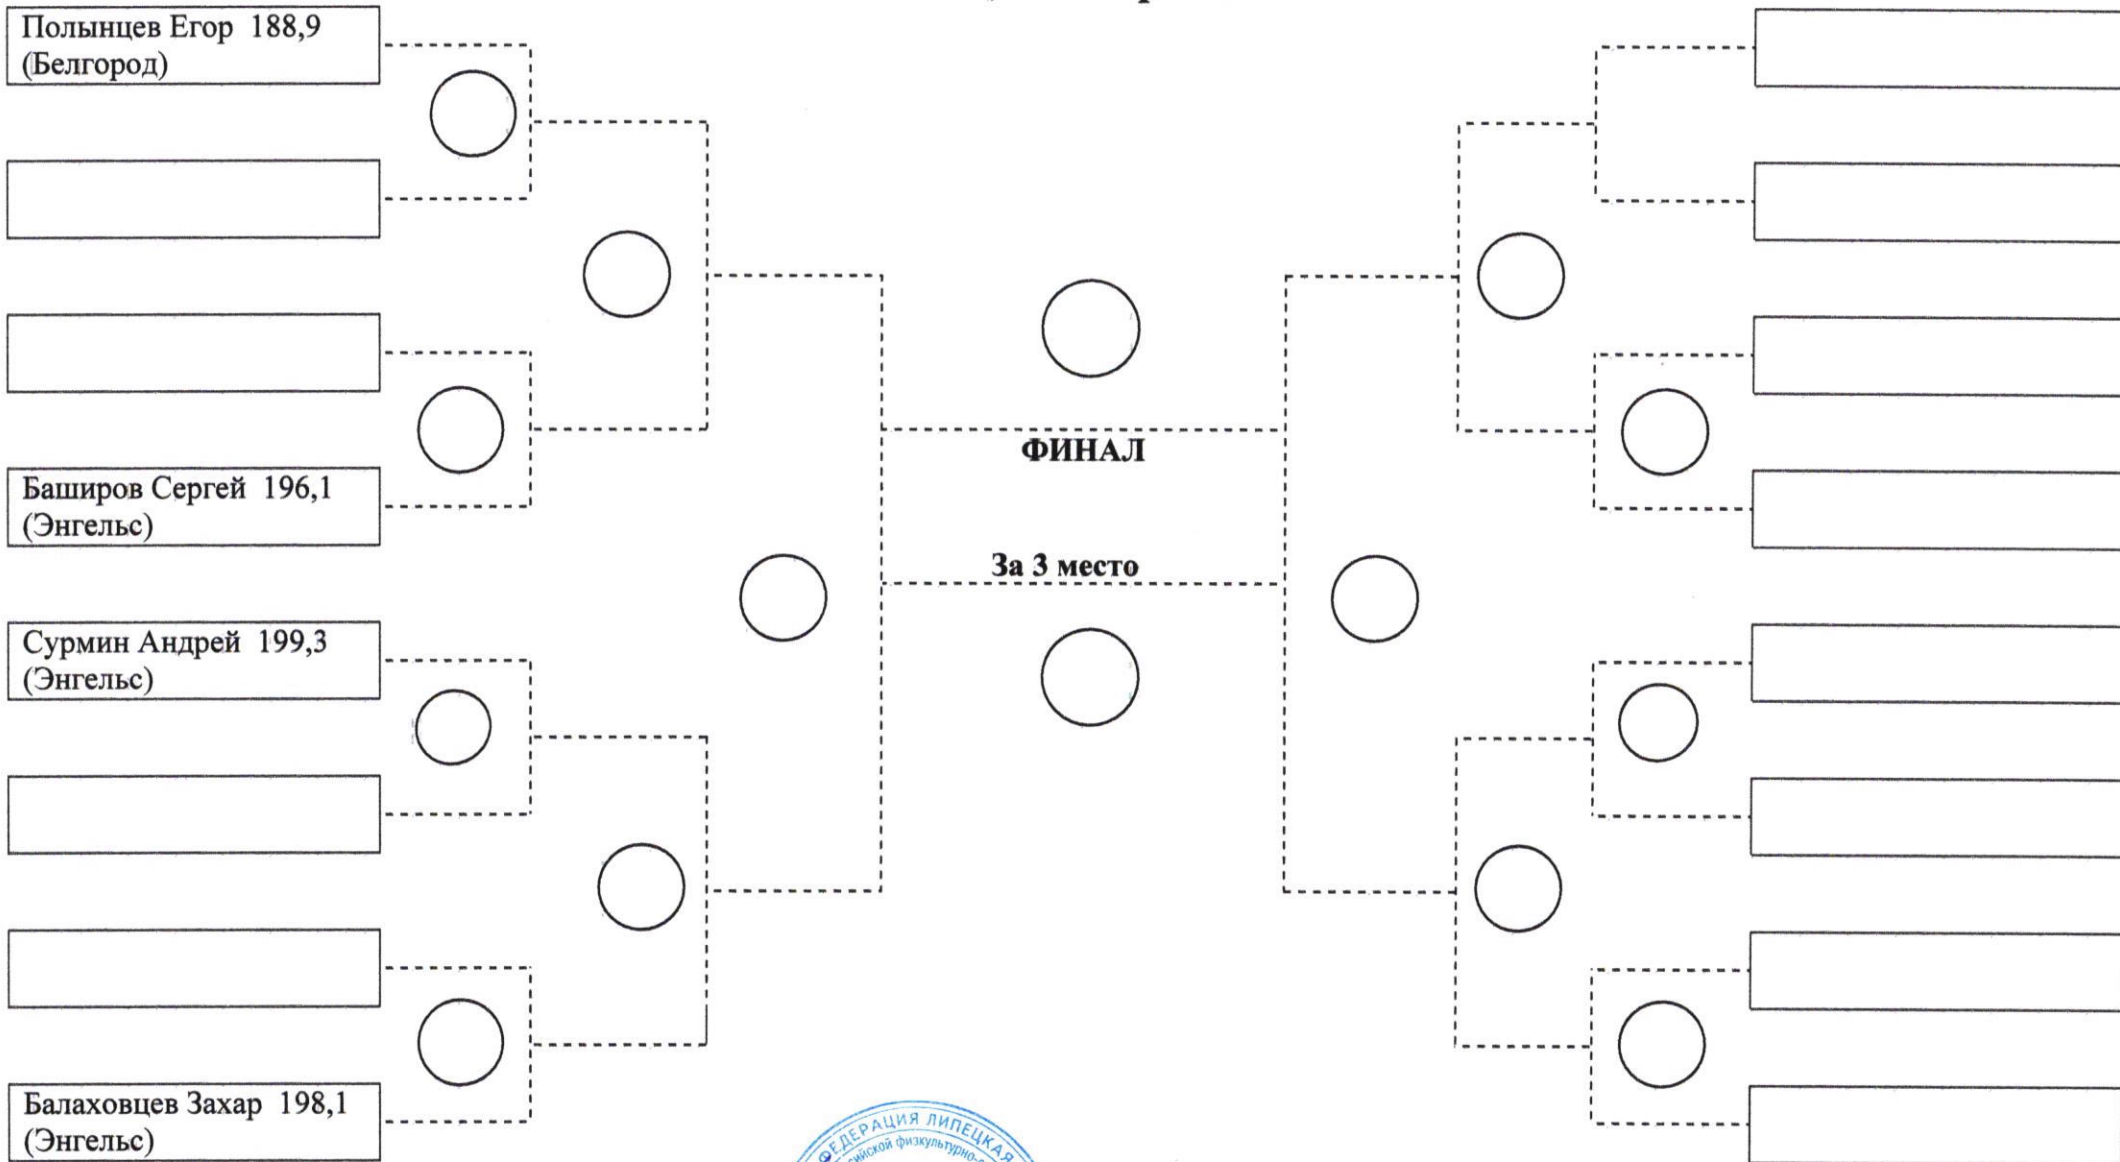 Полынцев Егор 188,9
(Белгород)
Баширов Сергей 196,1
(Энгельс)
ФИНАЛ
За 3 место
Сурмин Андрей 199,3
(Энгельс)
Балаховцев Захар 198,1
(Энгельс)
ЛИПЕЦКАЯ